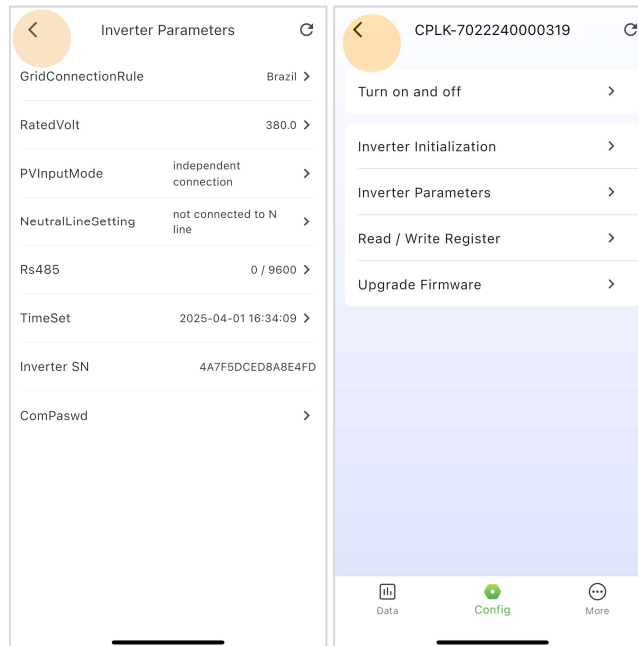 Inverter Parameters
GridConnectionRule Brazil
RatedVolt 380.0
PVInputMode independent connection
NeutralLineSetting not connected to N line
Rs485 0 / 9600
TimeSet 2025-04-01 16:34:09
Inverter SN 4A7F5DCED8A8E4FD
ComPaswd
CPLK-7022240000319
Turn on and off
Inverter Initialization
Inverter Parameters
Read / Write Register
Upgrade Firmware
Data Config More